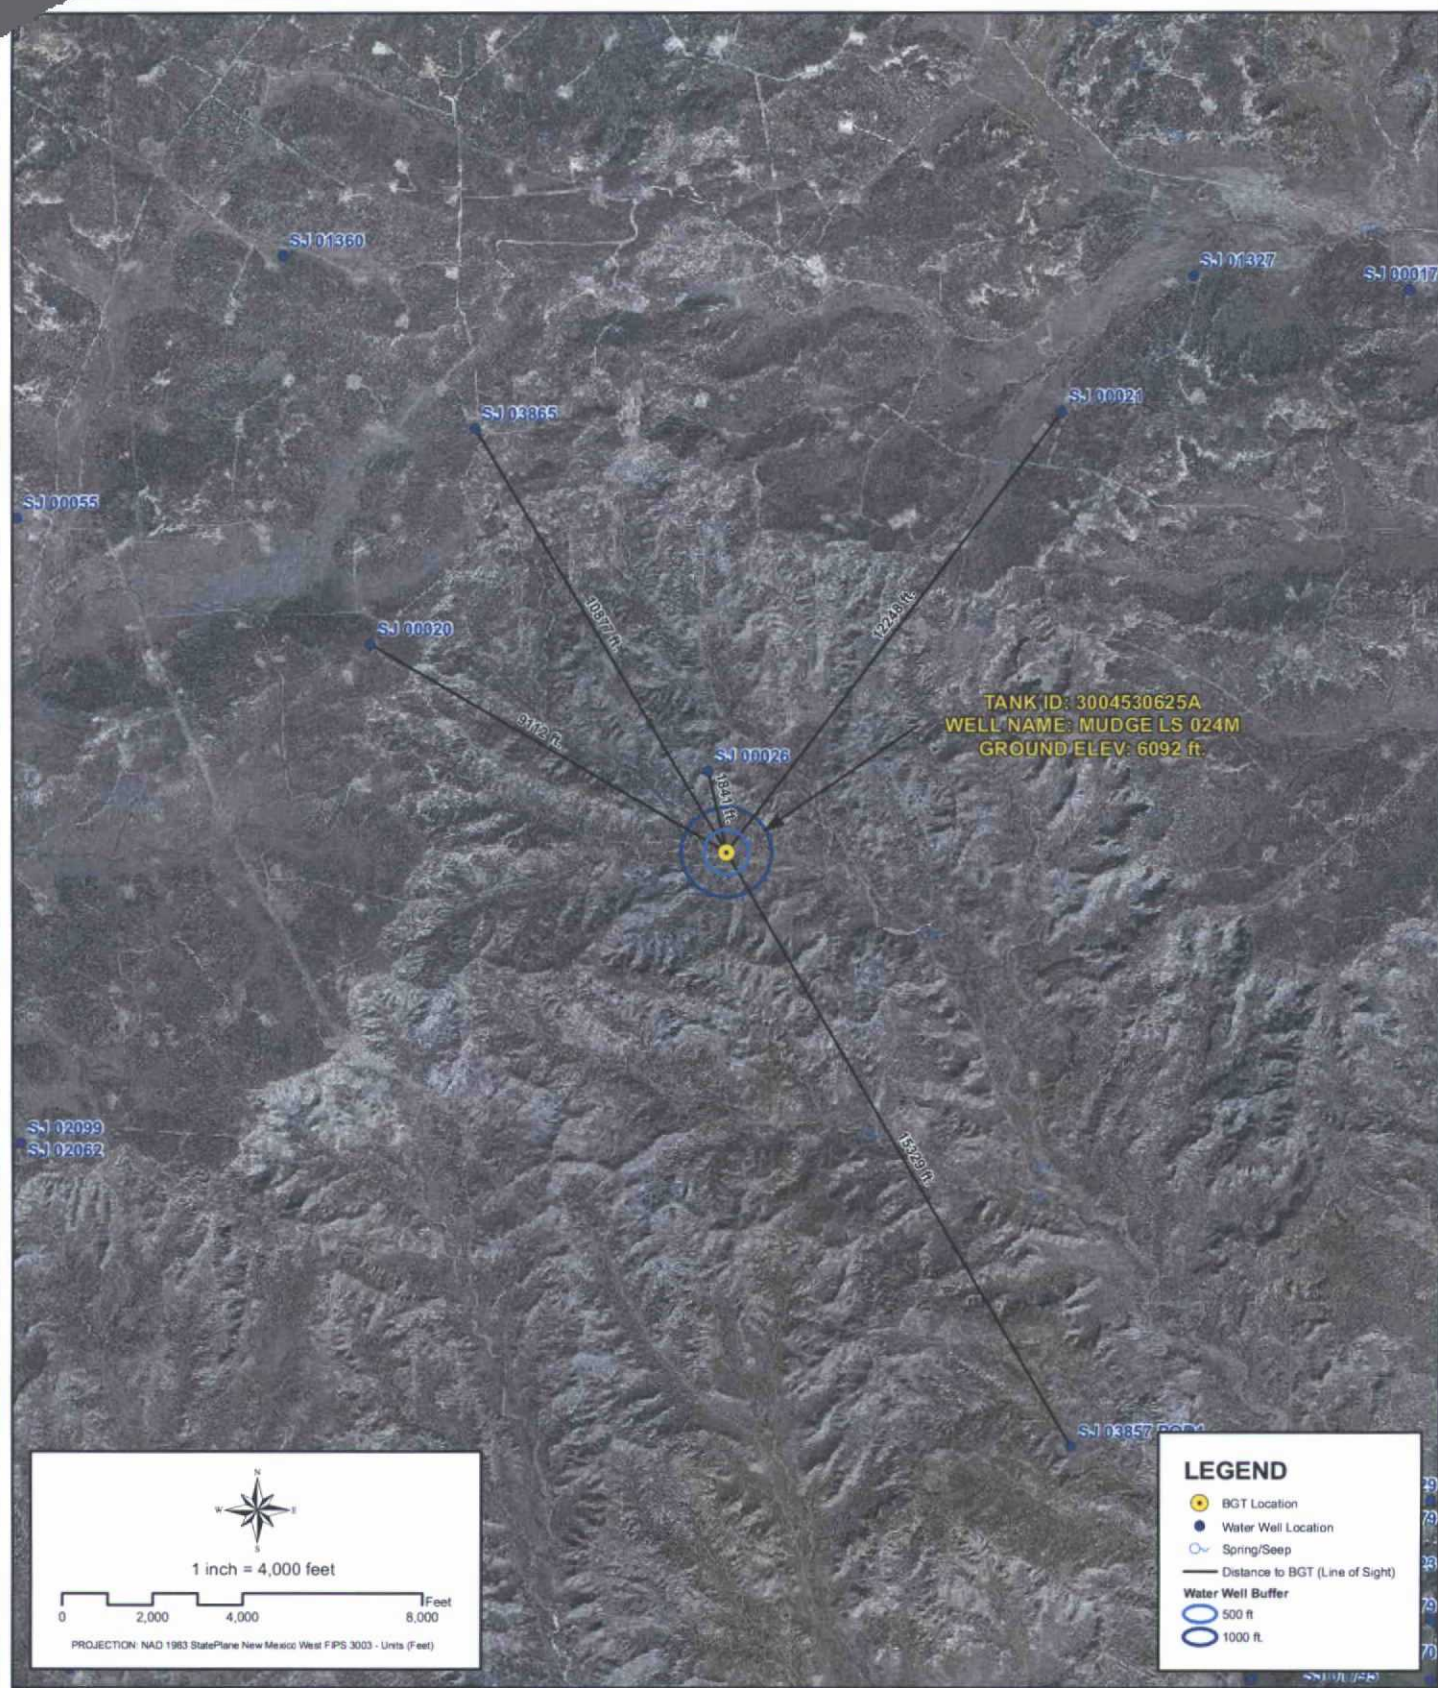 SJ 01360
SJ 01327
SJ 00017
SJ 00021
SJ 03865
SJ 00055
10877 ft.
12248 ft.
SJ 00020
9112 ft.
TANK ID: 3004530625A
WELL NAME: MUDGE LS 024M
GROUND ELEV: 6092 ft.
SJ 00026
1841 ft.
SJ 02099
SJ 02062
15329 ft.
SJ 03857
N
W E
S
1 inch = 4,000 feet
Feet
0 2,000 4,000 8,000
PROJECTION: NAD 1983 StatePlane New Mexico West FIPS 3003 - Units (Feet)
LEGEND
BGT Location
Water Well Location
Spring/Seep
Distance to BGT (Line of Sight)
Water Well Buffer
500 ft
1000 ft.